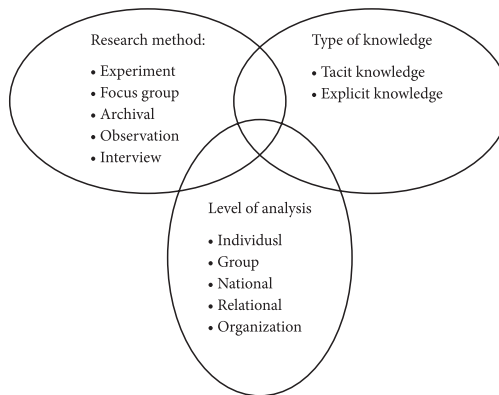 Research method:
• Experiment
• Focus group
• Archival
• Observation
• Interview
Type of knowledge
• Tacit knowledge
• Explicit knowledge
Level of analysis
• Individusl
• Group
• National
• Relational
• Organization